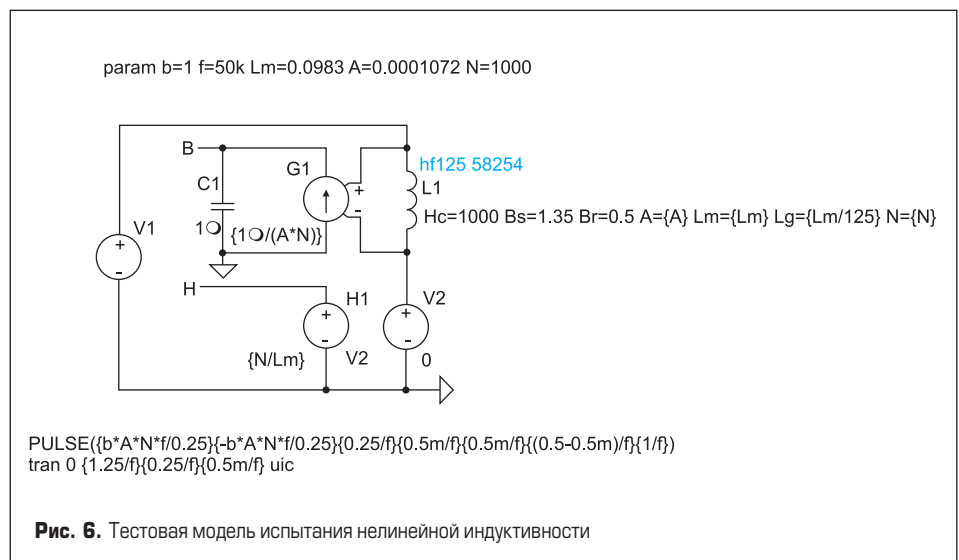 param b=1 f=50k Lm=0.0983 A=0.0001072 N=1000
B
G1
hf125 58254
C1
+
-
L1
Hc=1000 Bs=1.35 Br=0.5 A={A} Lm={Lm} Lg={Lm/125} N={N}
V1
+
-
1❍
{1❍/(A*N)}
H
H1
V2
+
-
+
-
{N/Lm}
V2
0
PULSE({b*A*N*f/0.25}{-b*A*N*f/0.25}{0.25/f}{0.5m/f}{0.5m/f}{(0.5-0.5m)/f}{1/f})
tran 0 {1.25/f}{0.25/f}{0.5m/f} uic
Рис. 6. Тестовая модель испытания нелинейной индуктивности